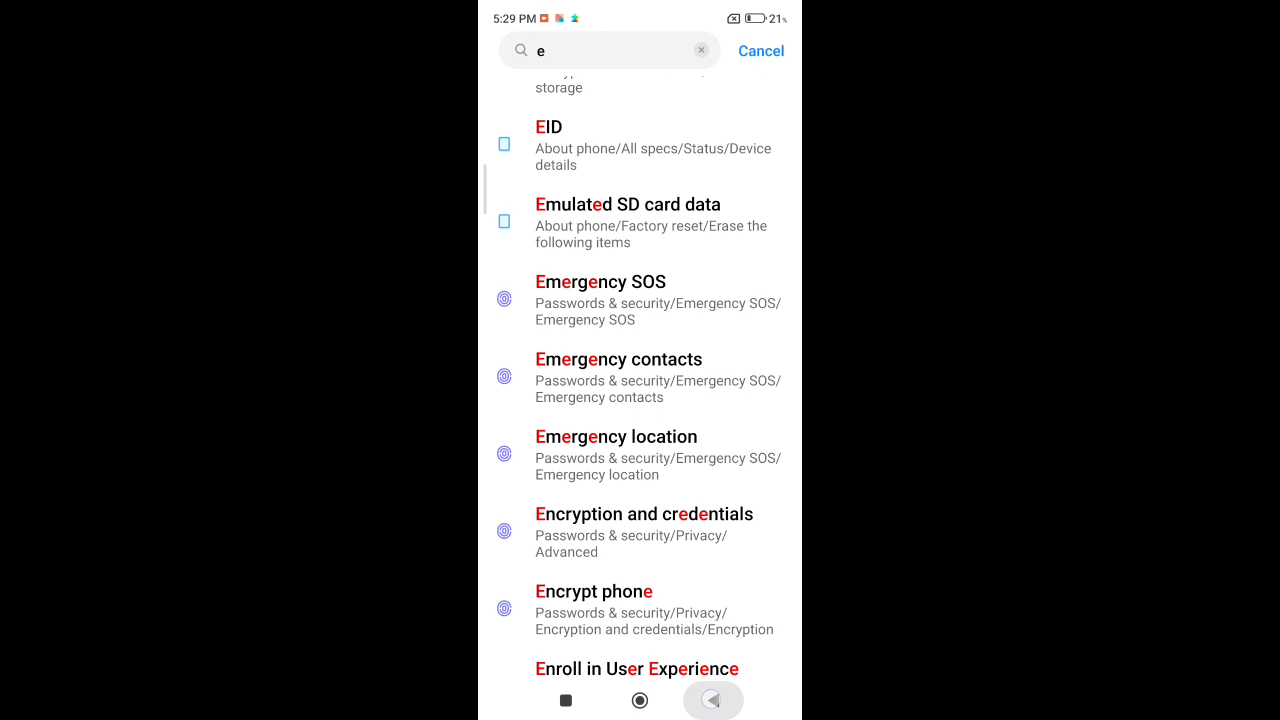 5:29 PM
21%
e
Cancel
storage
EID
About phone/All specs/Status/Device
details
Emulated SD card data
About phone/Factory reset/Erase the
following items
Emergency SOS
Passwords & security/Emergency SOS/
Emergency SOS
Emergency contacts
Passwords & security/Emergency SOS/
Emergency contacts
Emergency location
Passwords & security/Emergency SOS/
Emergency location
Encryption and credentials
Passwords & security/Privacy/
Advanced
Encrypt phone
Passwords & security/Privacy/
Encryption and credentials/Encryption
Enroll in User Experience